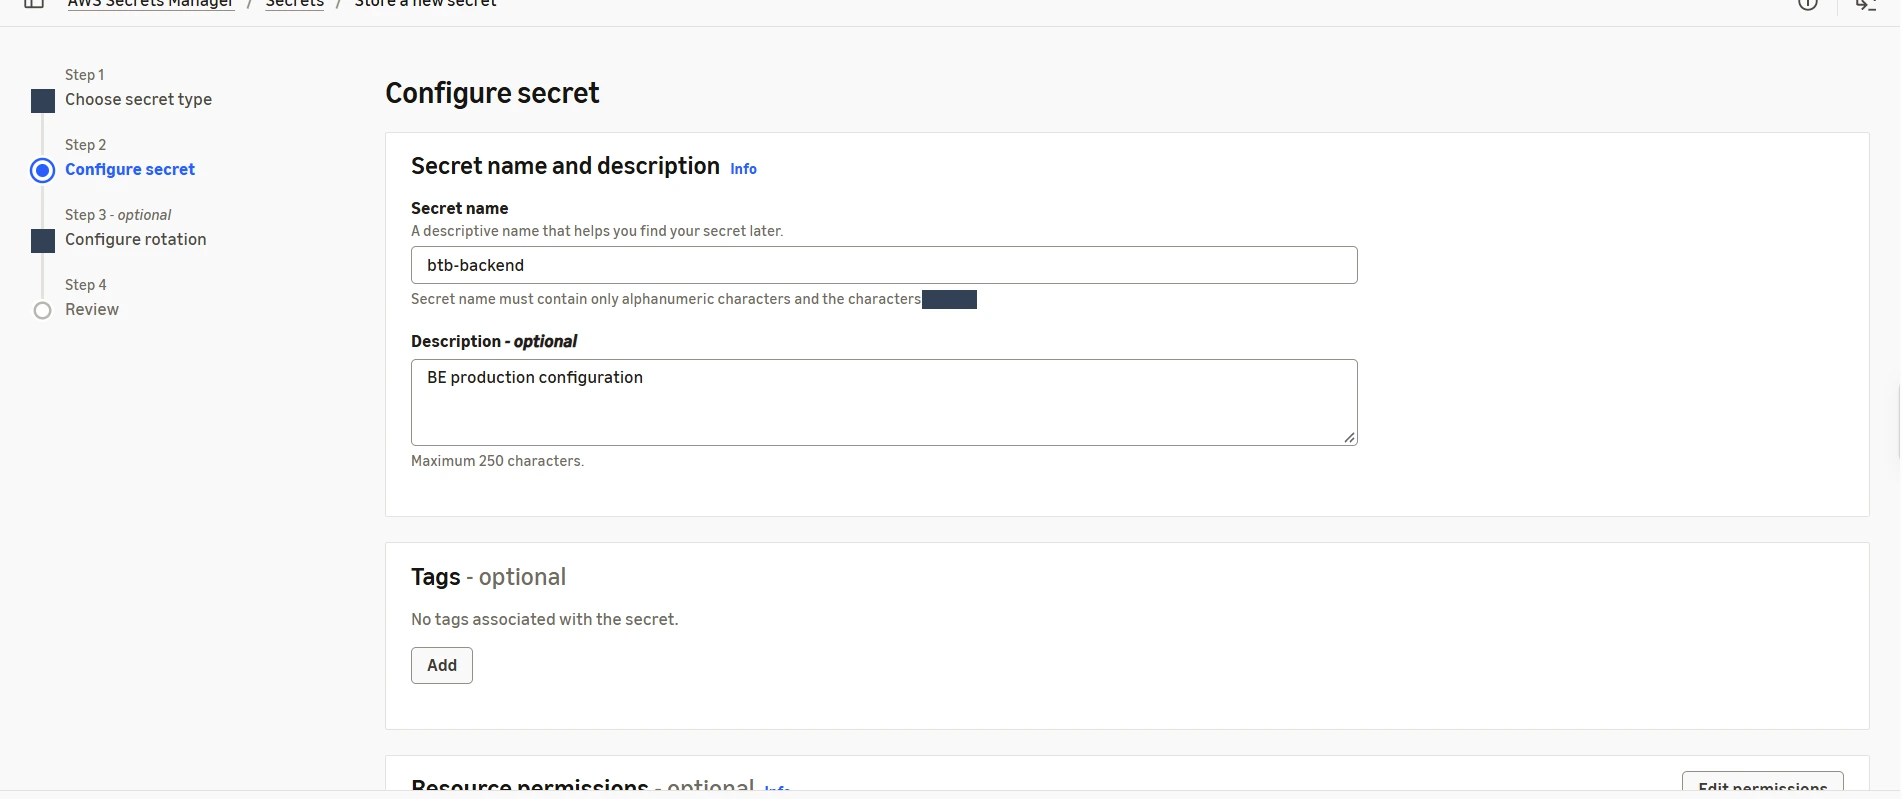 AWS Secrets Manager / Secrets / Store a new secret
Step 1
Choose secret type
Step 2
Configure secret
Step 3 - optional
Configure rotation
Step 4
Review
Configure secret
Secret name and description Info
Secret name
A descriptive name that helps you find your secret later.
btb-backend
Secret name must contain only alphanumeric characters and the characters
Description - optional
BE production configuration
Maximum 250 characters.
Tags - optional
No tags associated with the secret.
Add
Resource permissions - optional Info
Edit permissions